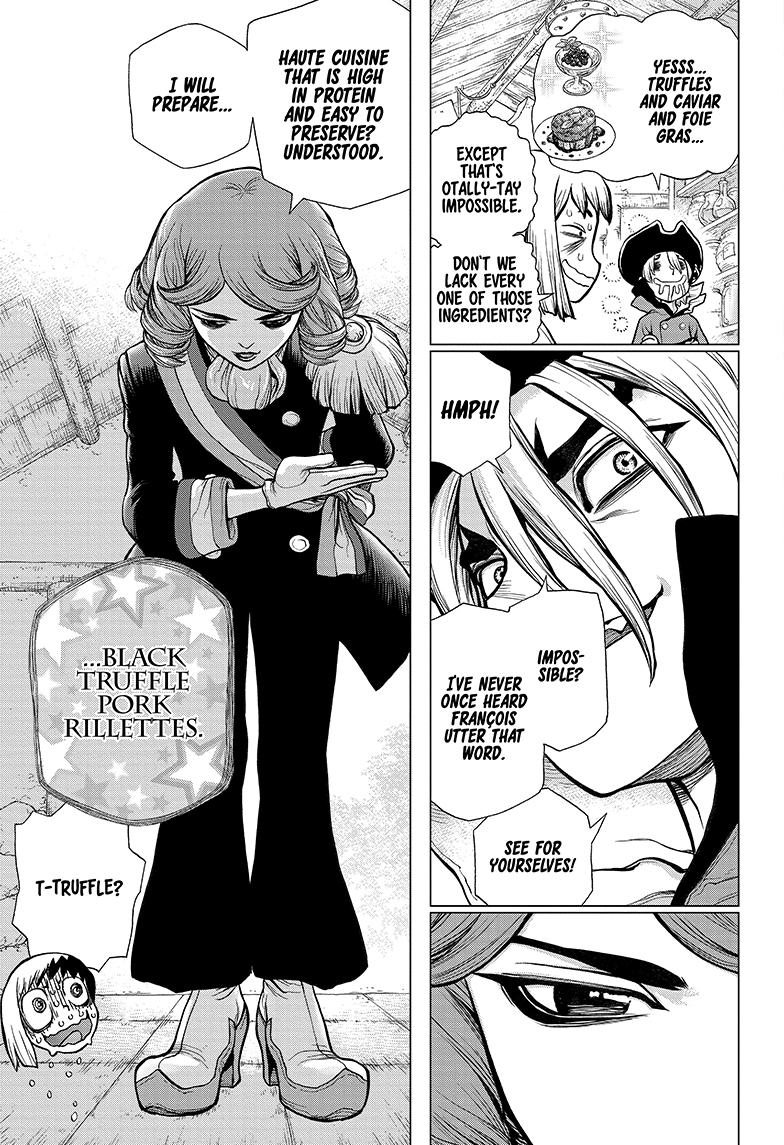 YESSS...
TRUFFLES
AND CAVIAR
AND FOIE
GRAS...
EXCEPT
THAT'S
OTALLY-TAY
IMPOSSIBLE.
DON'T WE
LACK EVERY
ONE OF THOSE
INGREDIENTS?
HMPH!
IMPOS-
SIBLE?
I'VE NEVER
ONCE HEARD
FRANÇOIS
UTTER THAT
WORD.
SEE FOR
YOURSELVES!
HAUTE CUISINE
THAT IS HIGH
IN PROTEIN
AND EASY TO
PRESERVE?
UNDERSTOOD.
I WILL
PREPARE...
...BLACK
TRUFFLE
PORK
RILLETTES.
T-TRUFFLE?